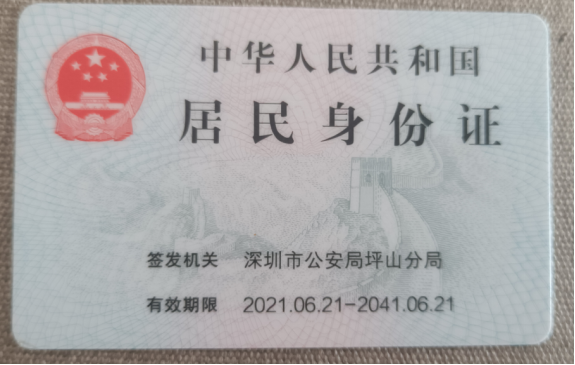 中华人民共和国
居民身份证
签发机关 深圳市公安局坪山分局
有效期限 2021.06.21-2041.06.21